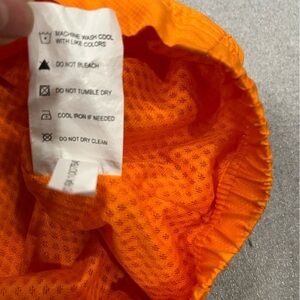 MACHINE WASH COOL
WITH LIKE COLORS
DO NOT BLEACH
DO NOT TUMBLE DRY
COOL IRON IF NEEDED
DO NOT DRY CLEAN